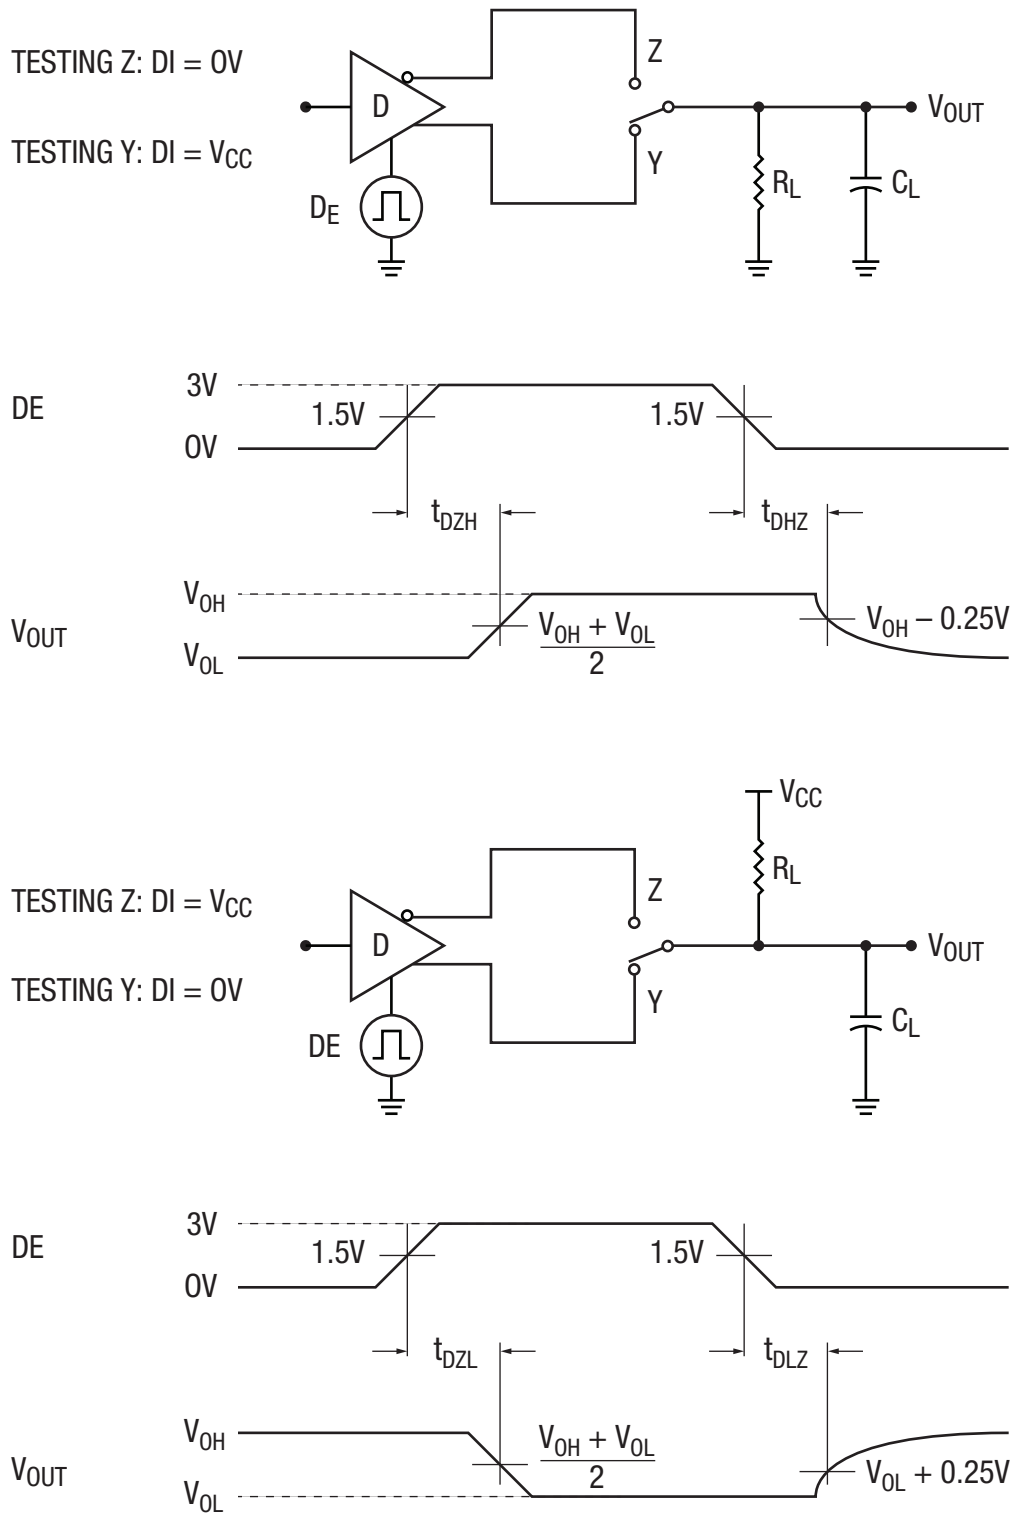 TESTING Z: DI = 0V
Z
D
VOUT
TESTING Y: DI = VCC
Y
RL
CL
DE
3V
DE
1.5V
1.5V
0V
tDZH
tDHZ
VOH
VOUT
VOH + VOL
2
VOH – 0.25V
VOL
VCC
RL
TESTING Z: DI = VCC
Z
D
VOUT
TESTING Y: DI = 0V
Y
CL
DE
3V
DE
1.5V
1.5V
0V
tDZL
tDLZ
VOH
VOUT
VOH + VOL
2
VOL + 0.25V
VOL